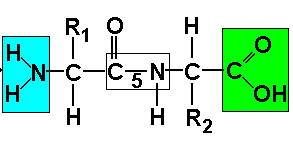 R1 O H
H O
H N C C 5 N C C
OH
H H R2